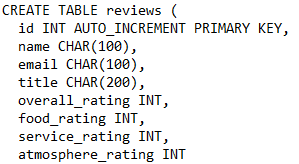 CREATE TABLE reviews (
id INT AUTO_INCREMENT PRIMARY KEY,
name CHAR(100),
email CHAR(100),
title CHAR(200),
overall_rating INT,
food_rating INT,
service_rating INT,
atmosphere_rating INT